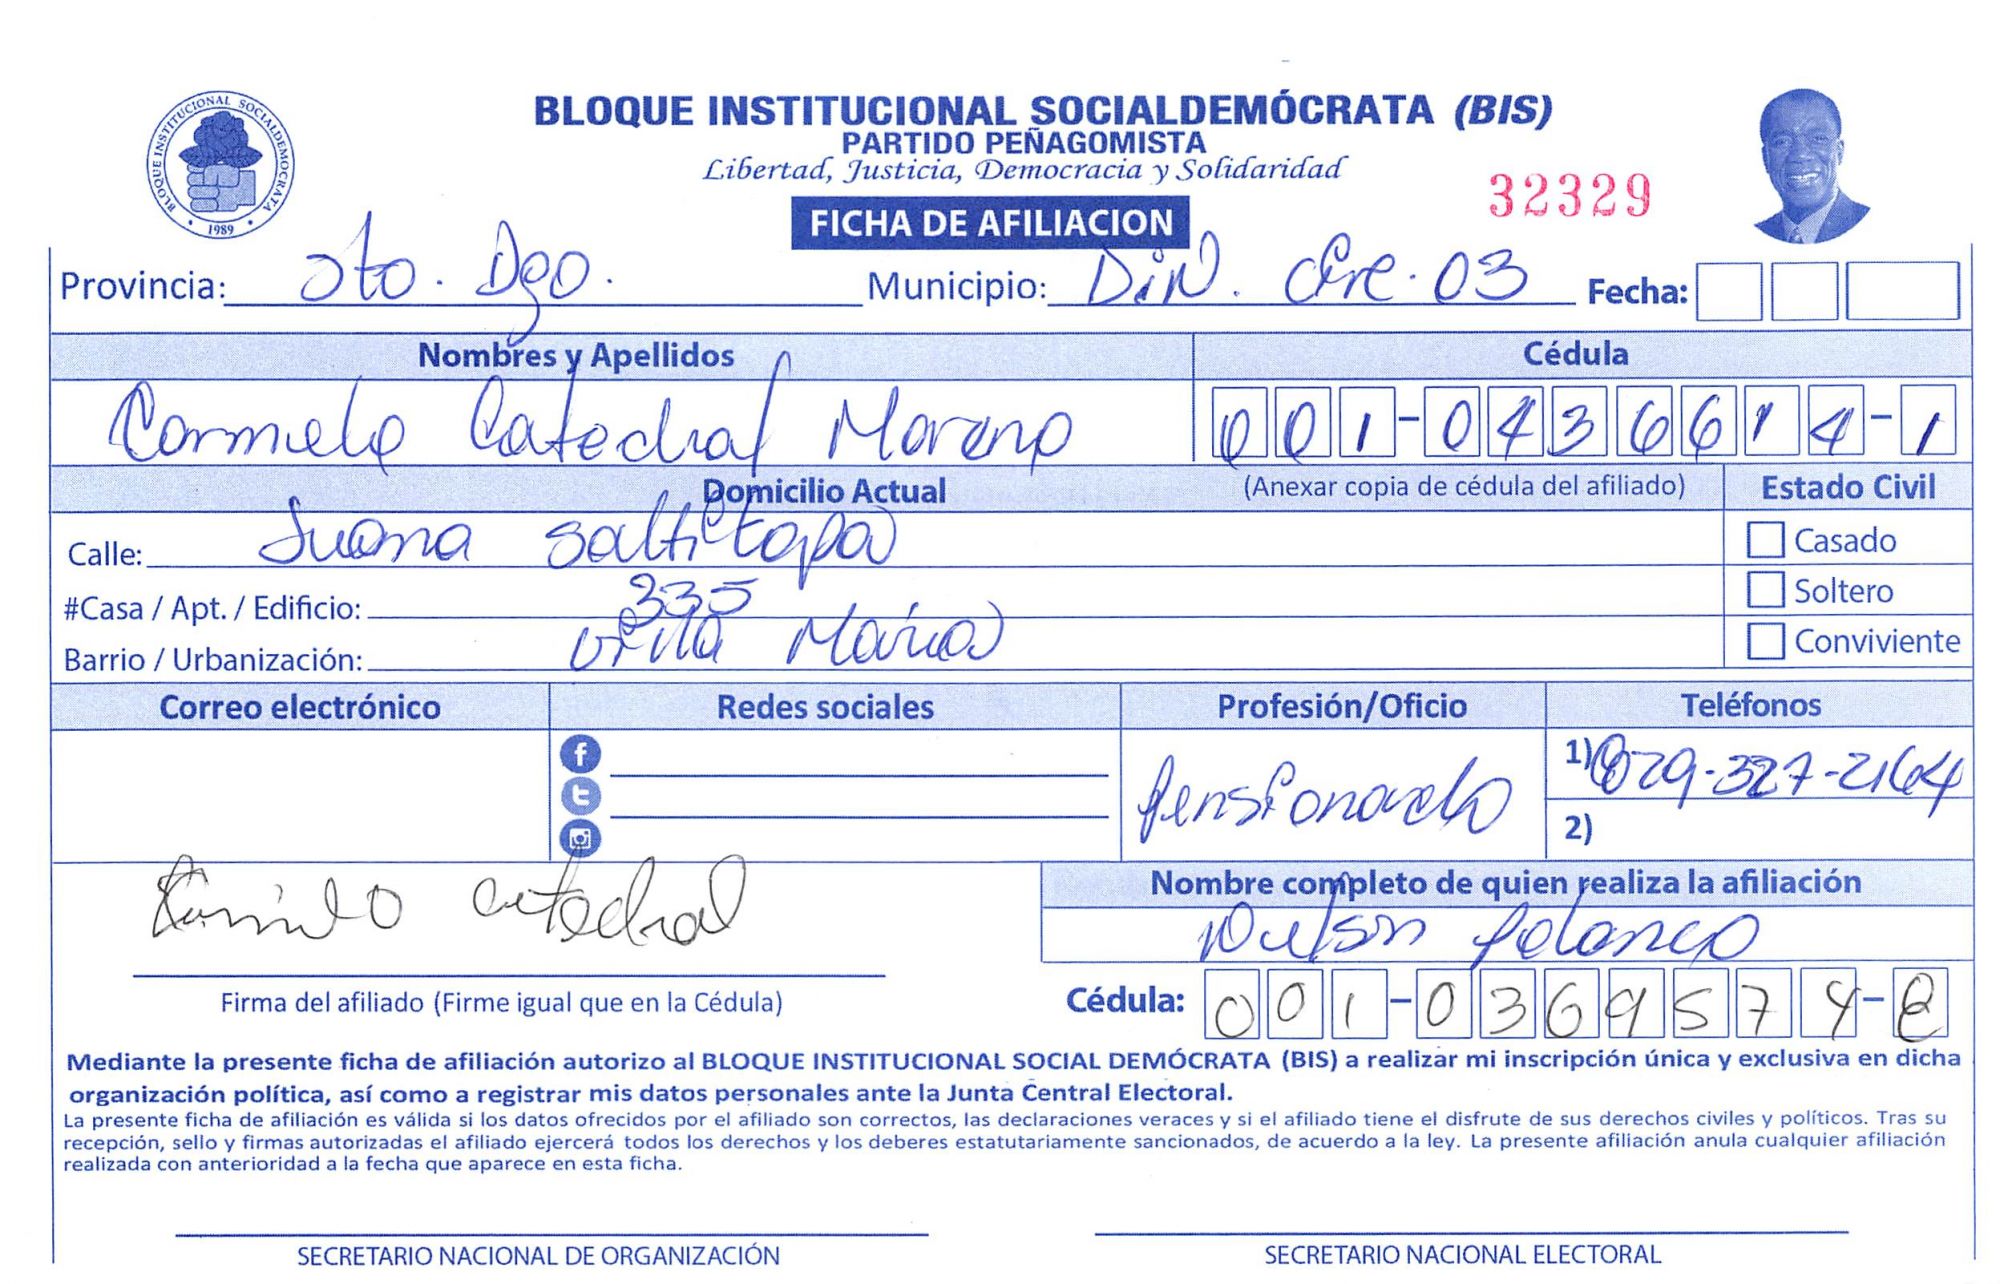 BLOQUE INSTITUCIONAL SOCIALDEMOCRATA
1989
BLOQUE INSTITUCIONAL SOCIALDEMÓCRATA (BIS)
PARTIDO PEÑAGOMISTA
Libertad, Justicia, Democracia y Solidaridad
32329
FICHA DE AFILIACION
Provincia: Sto. Dgo. Municipio: D.N. Circ. 03 Fecha:
Nombres y Apellidos Cédula
Carmelo Catedral Moreno 001-0436614-1
Domicilio Actual (Anexar copia de cédula del afiliado) Estado Civil
Calle: Juana Saltitopa Casado
#Casa / Apt. / Edificio: 335 Soltero
Barrio / Urbanización: Villa María Conviviente
Correo electrónico Redes sociales Profesión/Oficio Teléfonos
Pensionado 1) 829-327-2164
2)
Catedral
Nombre completo de quien realiza la afiliación
Polanco
Firma del afiliado (Firme igual que en la Cédula) Cédula: 001-0369574-
Mediante la presente ficha de afiliación autorizo al BLOQUE INSTITUCIONAL SOCIAL DEMÓCRATA (BIS) a realizar mi inscripción única y exclusiva en dicha
organización política, así como a registrar mis datos personales ante la Junta Central Electoral.
La presente ficha de afiliación es válida si los datos ofrecidos por el afiliado son correctos, las declaraciones veraces y si el afiliado tiene el disfrute de sus derechos civiles y políticos. Tras su
recepción, sello y firmas autorizadas el afiliado ejercerá todos los derechos y los deberes estatutariamente sancionados, de acuerdo a la ley. La presente afiliación anula cualquier afiliación
realizada con anterioridad a la fecha que aparece en esta ficha.
SECRETARIO NACIONAL DE ORGANIZACIÓN SECRETARIO NACIONAL ELECTORAL